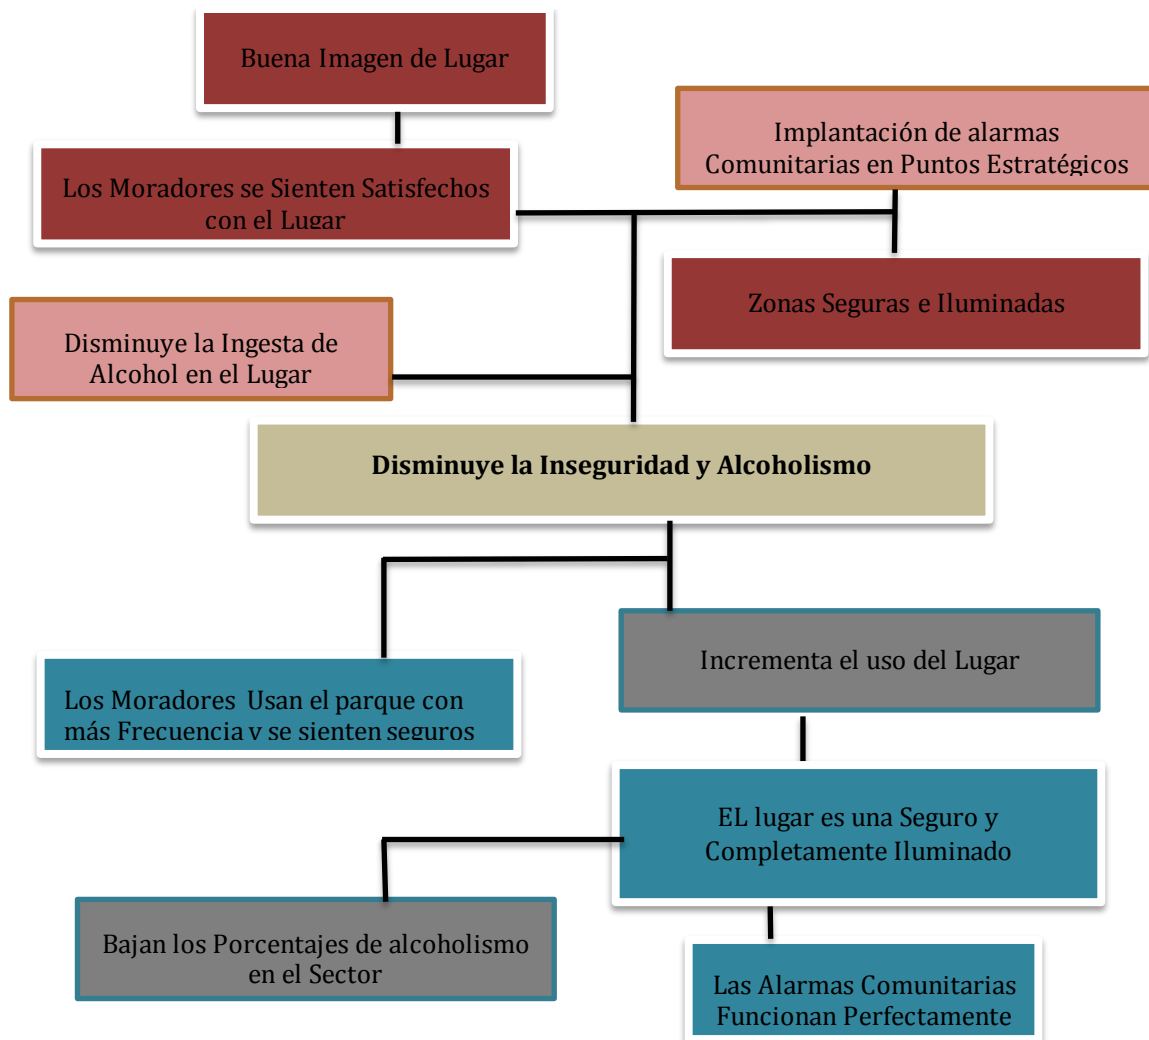 Buena Imagen de Lugar
Implantación de alarmas
Comunitarias en Puntos Estratégicos
Los Moradores se Sienten Satisfechos
con el Lugar
Zonas Seguras e Iluminadas
Disminuye la Ingesta de
Alcohol en el Lugar
Disminuye la Inseguridad y Alcoholismo
Incrementa el uso del Lugar
Los Moradores Usan el parque con
más Frecuencia y se sienten seguros
EL lugar es una Seguro y
Completamente Iluminado
Bajan los Porcentajes de alcoholismo
en el Sector
Las Alarmas Comunitarias
Funcionan Perfectamente